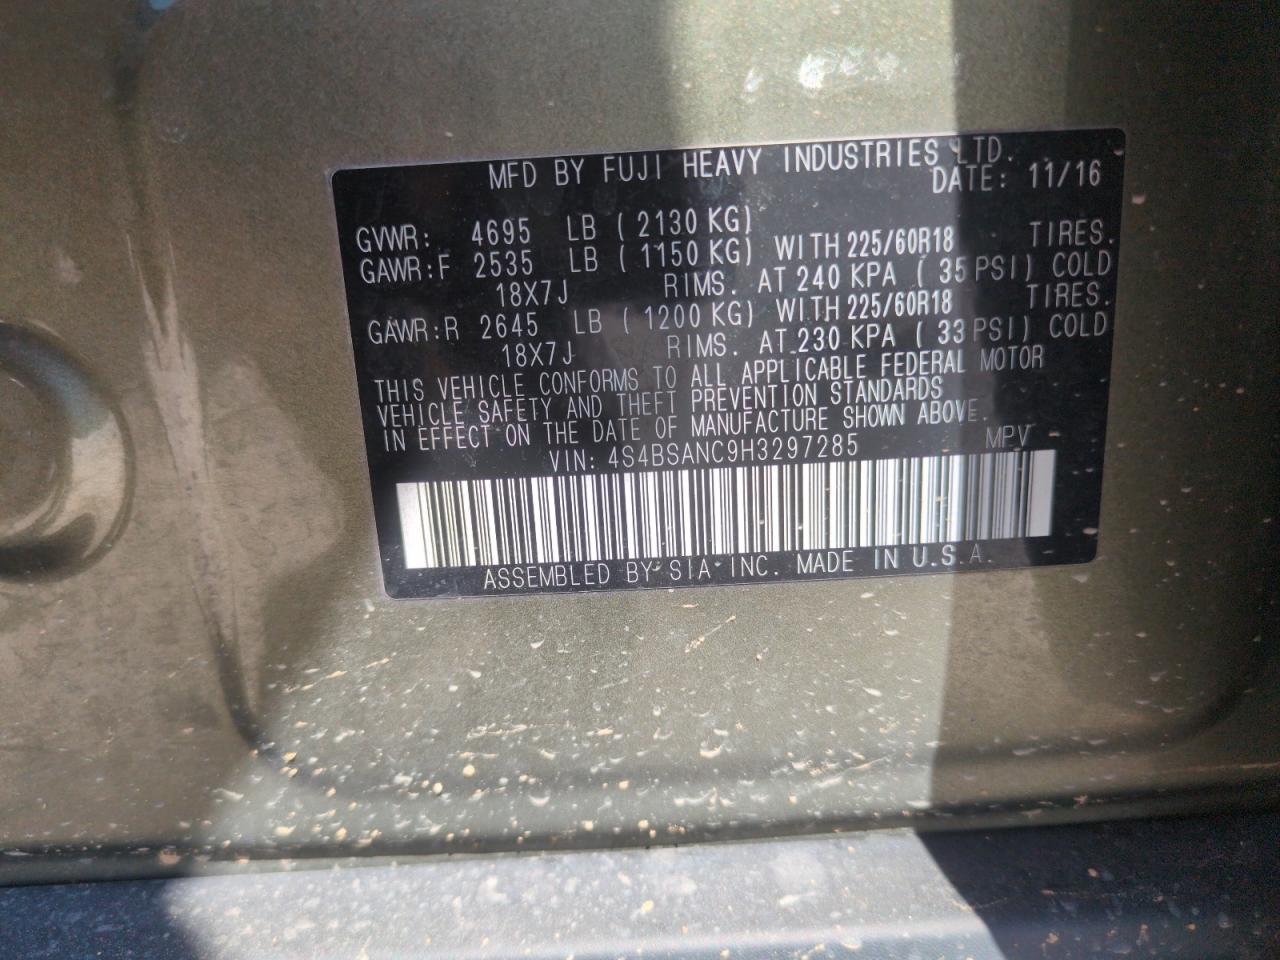 MFD BY FUJI HEAVY INDUSTRIES LTD.
DATE: 11/16
GVWR: 4695 LB (2130 KG)
GAWR:F 2535 LB (1150 KG) WITH 225/60R18 TIRES.
18X7J RIMS. AT 240 KPA (35 PSI) COLD
GAWR:R 2645 LB (1200 KG) WITH 225/60R18 TIRES.
18X7J RIMS. AT 230 KPA (33 PSI) COLD
THIS VEHICLE CONFORMS TO ALL APPLICABLE FEDERAL MOTOR
VEHICLE SAFETY AND THEFT PREVENTION STANDARDS
IN EFFECT ON THE DATE OF MANUFACTURE SHOWN ABOVE.
VIN: 4S4BSANC9H3297285 MPV
ASSEMBLED BY SIA INC. MADE IN U.S.A.